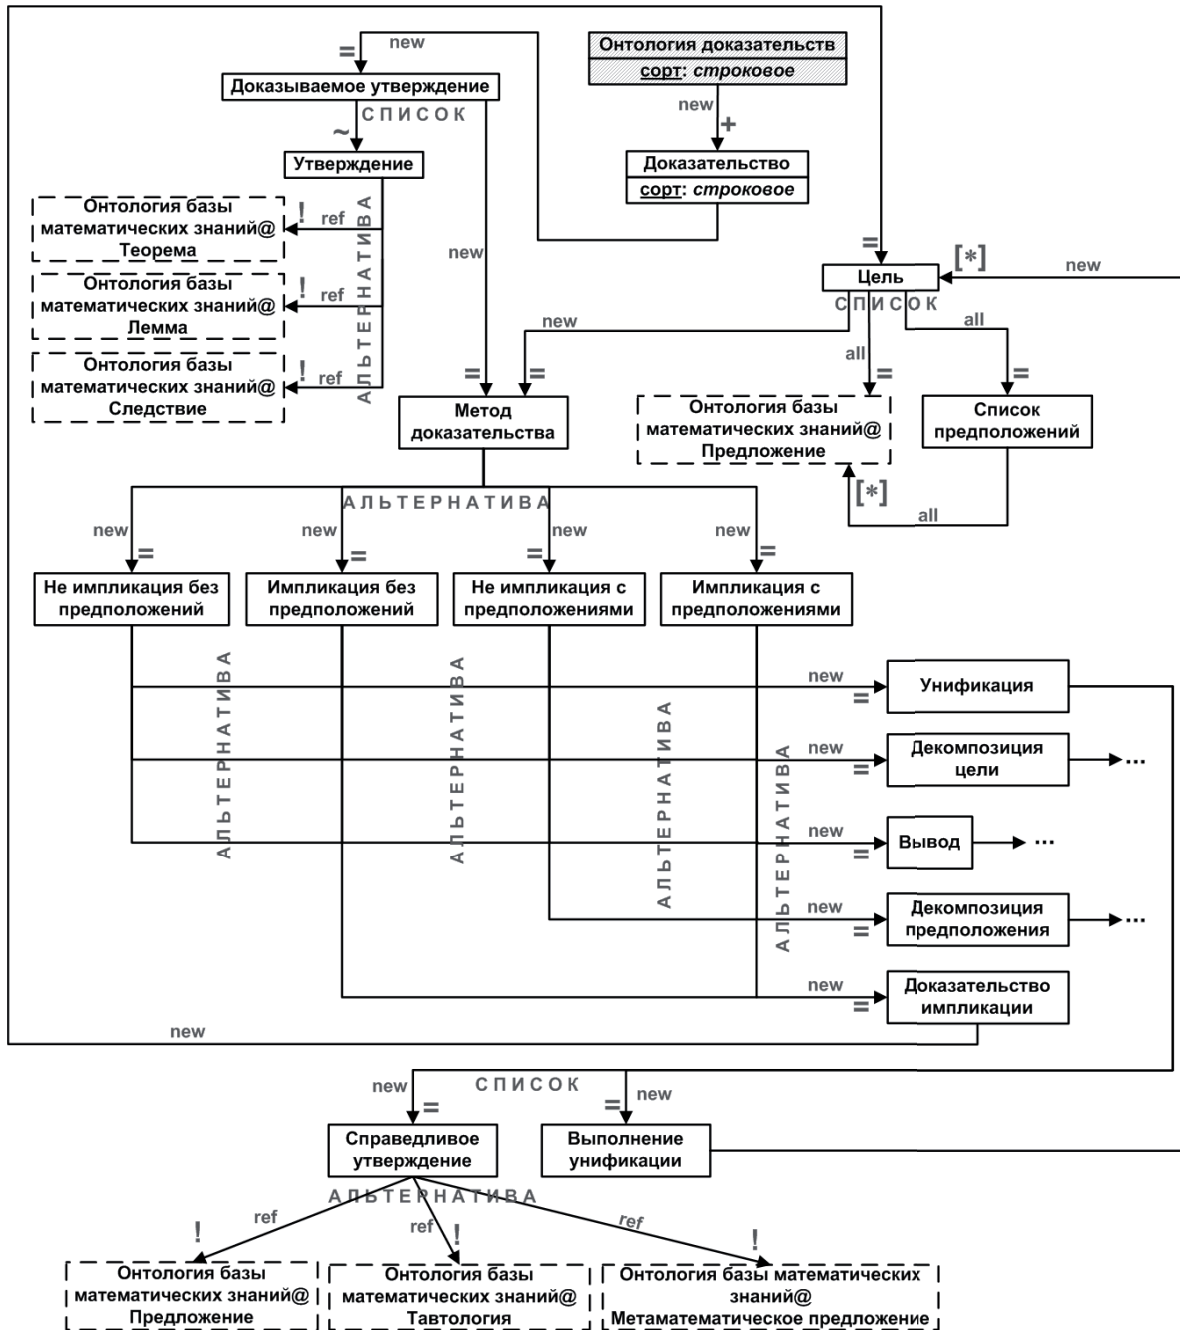 new
=
Онтология доказательств
сорт: строковое
Доказываемое утверждение
СПИСОК
new
+
~
Утверждение
Доказательство
сорт: строковое
Онтология базы
математических знаний@
Теорема
! ref
АЛЬТЕРНАТИВА
new
=
Цель
[*]
new
СПИСОК
Онтология базы
математических знаний@
Лемма
! ref
new
all
all
Онтология базы
математических знаний@
Следствие
! ref
=
=
=
=
Метод
доказательства
Онтология базы
математических знаний@
Предложение
Список
предположений
[*]
all
АЛЬТЕРНАТИВА
new
new
new
new
=
=
=
=
Не импликация без
предположений
Импликация без
предположений
Не импликация с
предположениями
Импликация с
предположениями
АЛЬТЕРНАТИВА
АЛЬТЕРНАТИВА
АЛЬТЕРНАТИВА
АЛЬТЕРНАТИВА
new
=
Унификация
new
=
Декомпозиция
цели
...
new
=
Вывод
...
new
=
Декомпозиция
предположения
...
new
=
Доказательство
импликации
new
new
СПИСОК
new
=
=
Справедливое
утверждение
Выполнение
унификации
АЛЬТЕРНАТИВА
! ref
ref !
ref !
Онтология базы
математических знаний@
Предложение
Онтология базы
математических знаний@
Тавтология
Онтология базы математических
знаний@
Метаматематическое предложение